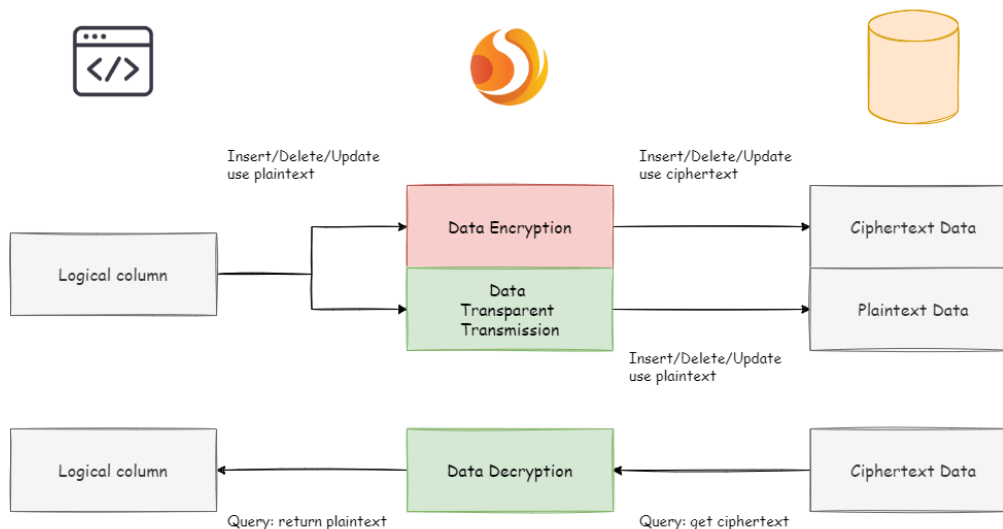 </>
Insert/Delete/Update
use plaintext
Insert/Delete/Update
use ciphertext
Logical column
Data Encryption
Ciphertext Data
Data
Transparent
Transmission
Plaintext Data
Insert/Delete/Update
use plaintext
Logical column
Data Decryption
Ciphertext Data
Query: return plaintext
Query: get ciphertext